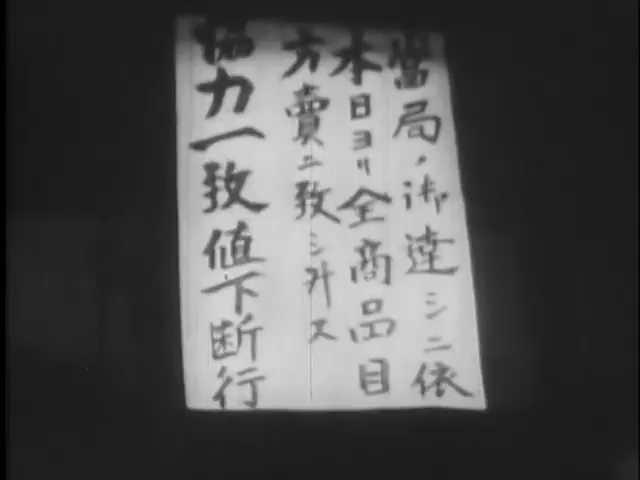 當局ノ御達シニ依
本日ヨリ全商品目
方賣ニ致シ升ス
協力一致値下断行